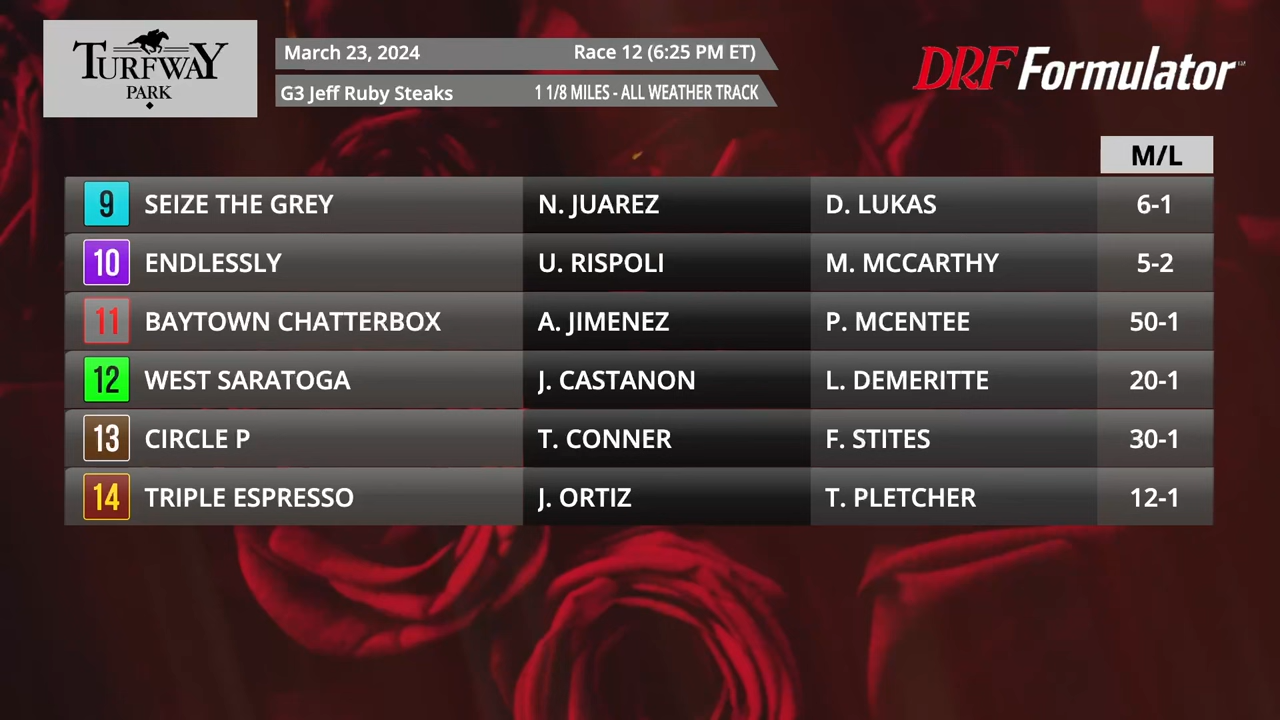 TURFWAY
PARK
March 23, 2024 Race 12 (6:25 PM ET)
G3 Jeff Ruby Steaks 1 1/8 MILES - ALL WEATHER TRACK
DRF Formulator™
M/L
9 SEIZE THE GREY N. JUAREZ D. LUKAS 6-1
10 ENDLESSLY U. RISPOLI M. MCCARTHY 5-2
11 BAYTOWN CHATTERBOX A. JIMENEZ P. MCENTEE 50-1
12 WEST SARATOGA J. CASTANON L. DEMERITTE 20-1
13 CIRCLE P T. CONNER F. STITES 30-1
14 TRIPLE ESPRESSO J. ORTIZ T. PLETCHER 12-1